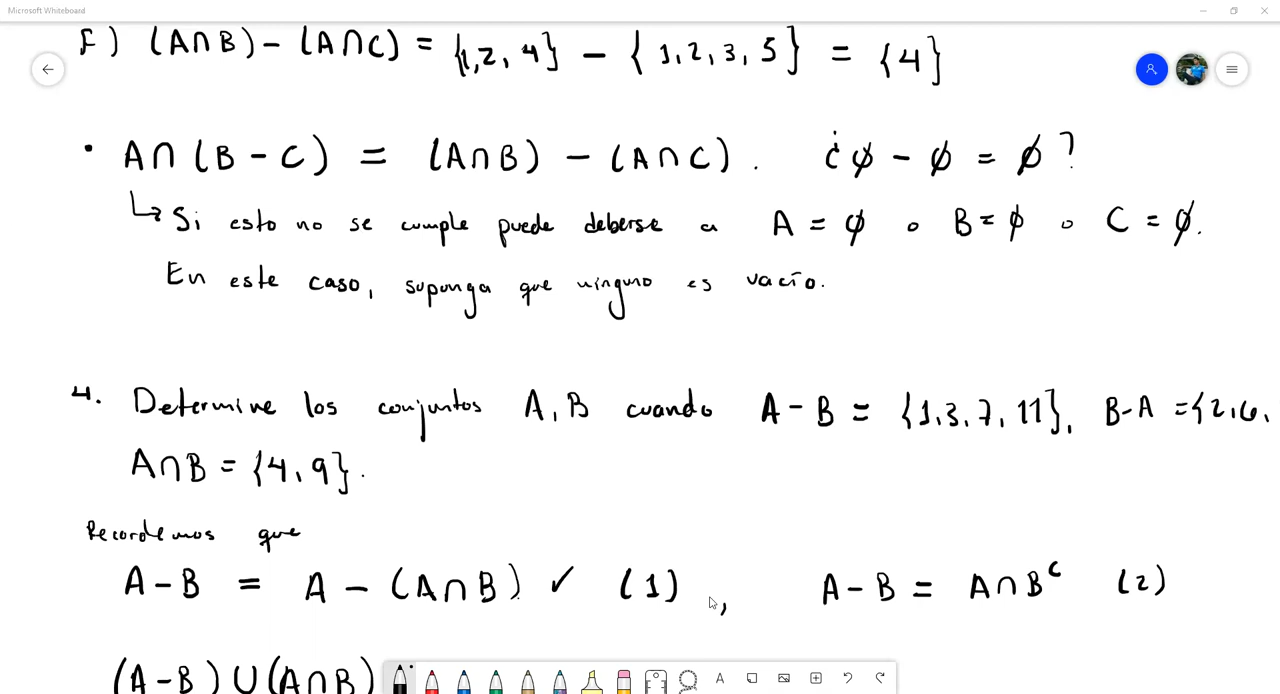 Microsoft Whiteboard
F) (A∩B) - (A∩C) = {1,2,4} - {1,2,3,5} = {4}
• A∩(B-C) = (A∩B) - (A∩C). ¿∅ - ∅ = ∅?
↳ Si esto no se cumple puede deberse a A = ∅ o B = ∅ o C = ∅.
En este caso, suponga que ninguno es vacío.
4. Determine los conjuntos A, B cuando A-B = {1,3,7,11}, B-A = {2,6,
A∩B = {4,9}.
Recordemos que
A-B = A - (A∩B) ✓ (1), A-B = A∩Bᶜ (2)
(A-B) ∪ (A∩B)
A